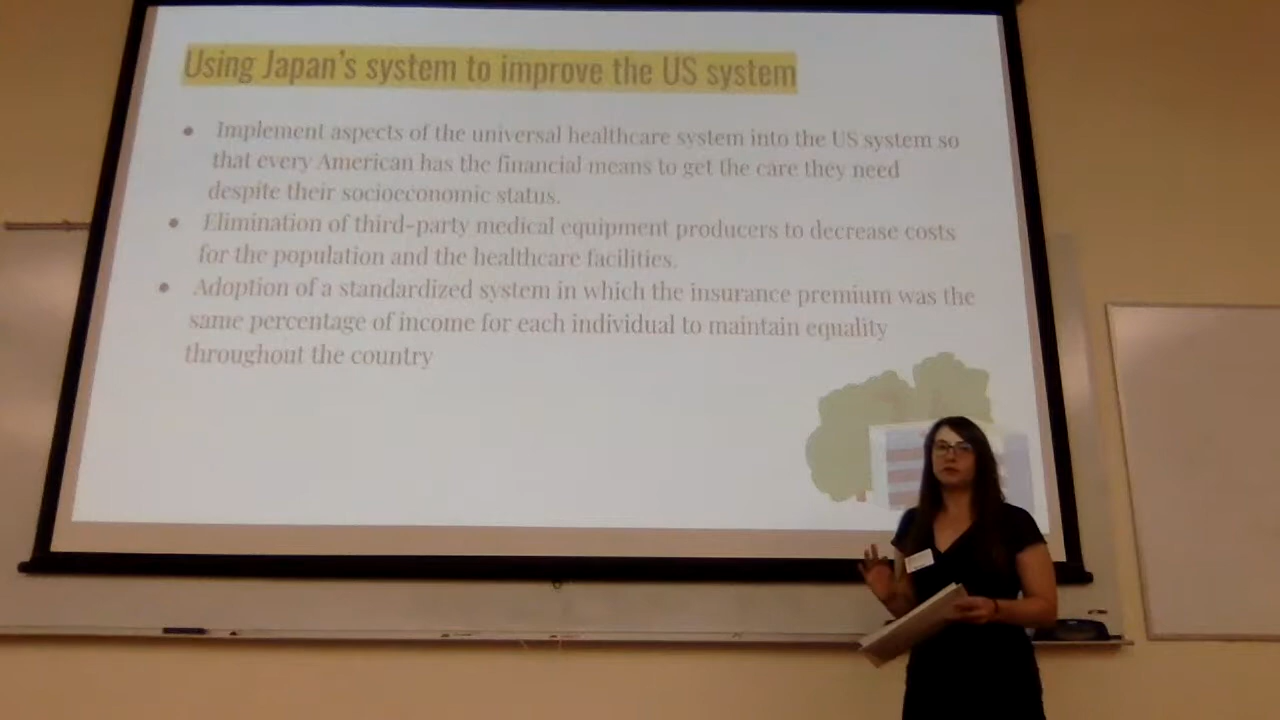 Using Japan's system to improve the US system
● Implement aspects of the universal healthcare system into the US system so
that every American has the financial means to get the care they need
despite their socioeconomic status.
● Elimination of third-party medical equipment producers to decrease costs
for the population and the healthcare facilities.
● Adoption of a standardized system in which the insurance premium was the
same percentage of income for each individual to maintain equality
throughout the country